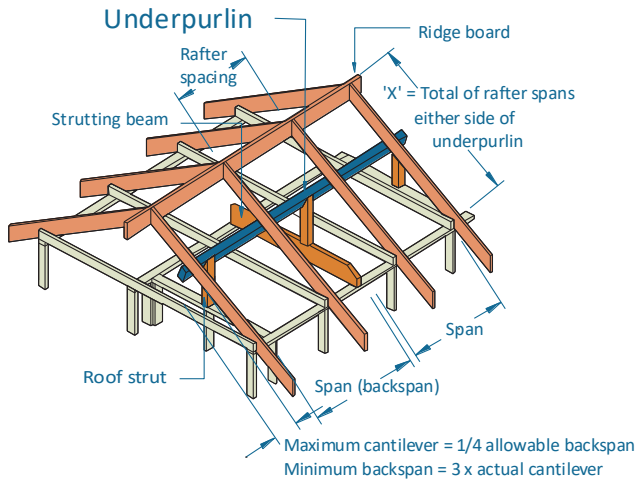 Underpurlin
Ridge board
Rafter
spacing
'X' = Total of rafter spans
either side of
underpurlin
Strutting beam
Span
Roof strut
Span (backspan)
Maximum cantilever = 1/4 allowable backspan
Minimum backspan = 3 x actual cantilever